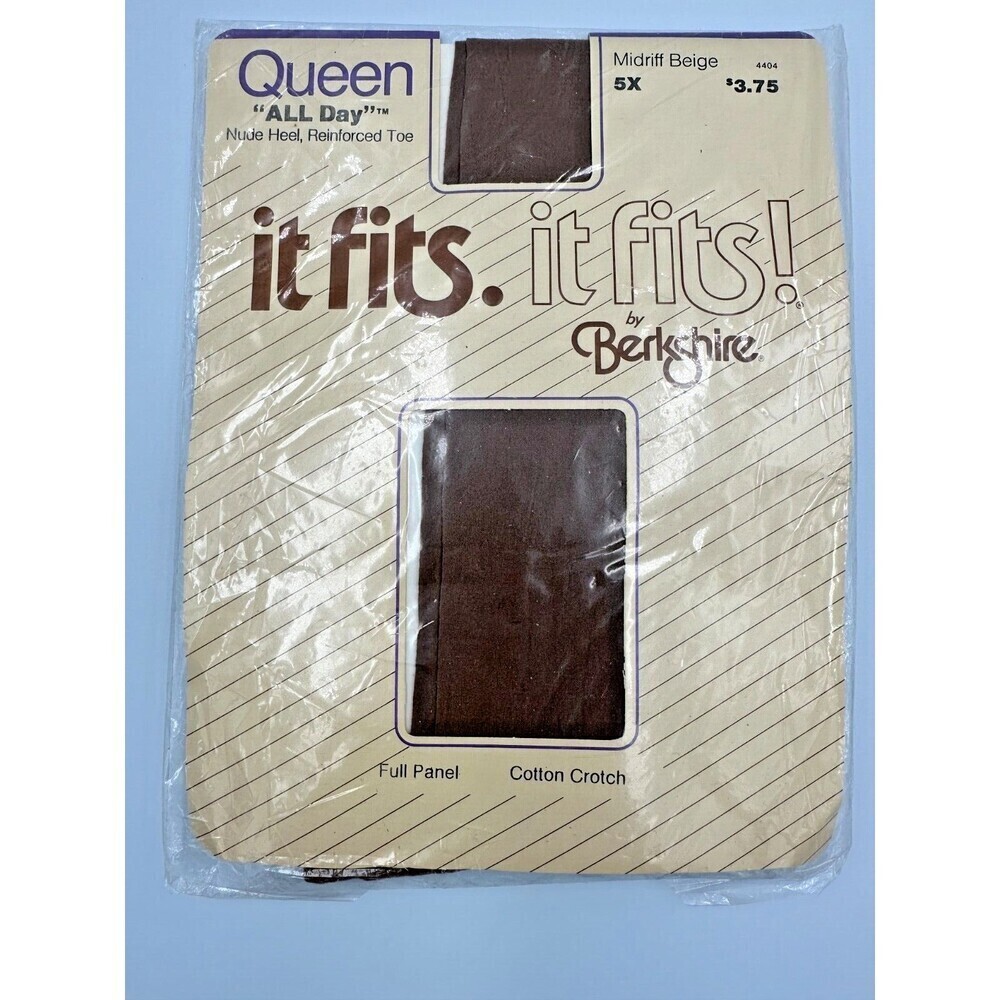 Queen
"ALL Day"™
Nude Heel, Reinforced Toe
Midriff Beige 4404
5X $3.75
it fits. it fits!®
by
Berkshire®
Full Panel Cotton Crotch